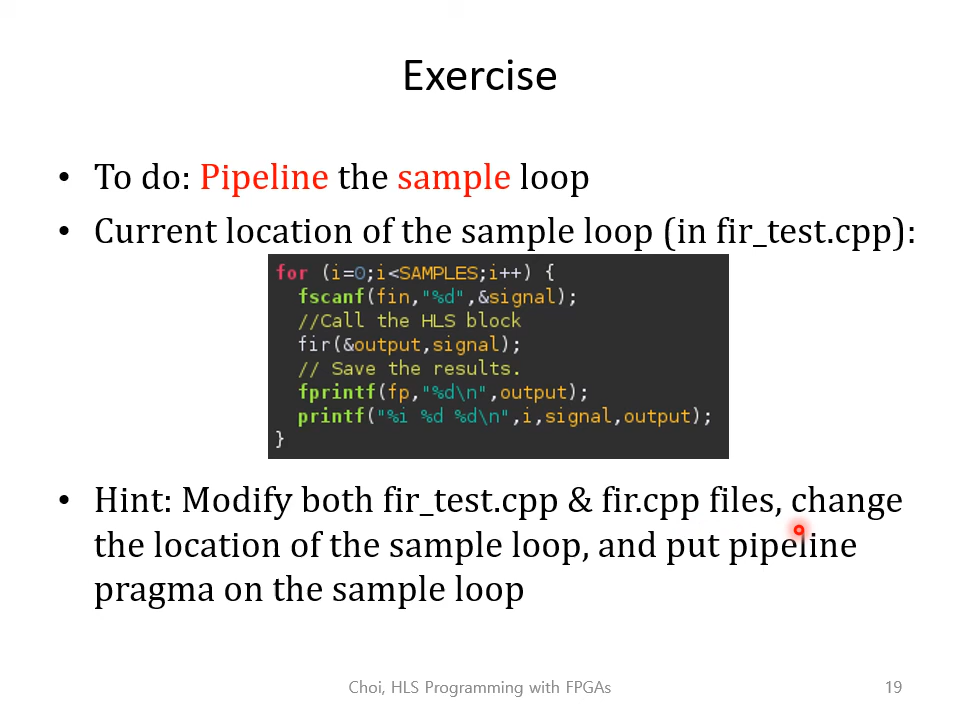 Exercise
• To do: Pipeline the sample loop
• Current location of the sample loop (in fir_test.cpp):
for (i=0;i<SAMPLES;i++) {
fscanf(fin,"%d",&signal);
//Call the HLS block
fir(&output,signal);
// Save the results.
fprintf(fp,"%d\n",output);
printf("%i %d %d\n",i,signal,output);
}
• Hint: Modify both fir_test.cpp & fir.cpp files, change
the location of the sample loop, and put pipeline
pragma on the sample loop
Choi, HLS Programming with FPGAs
19